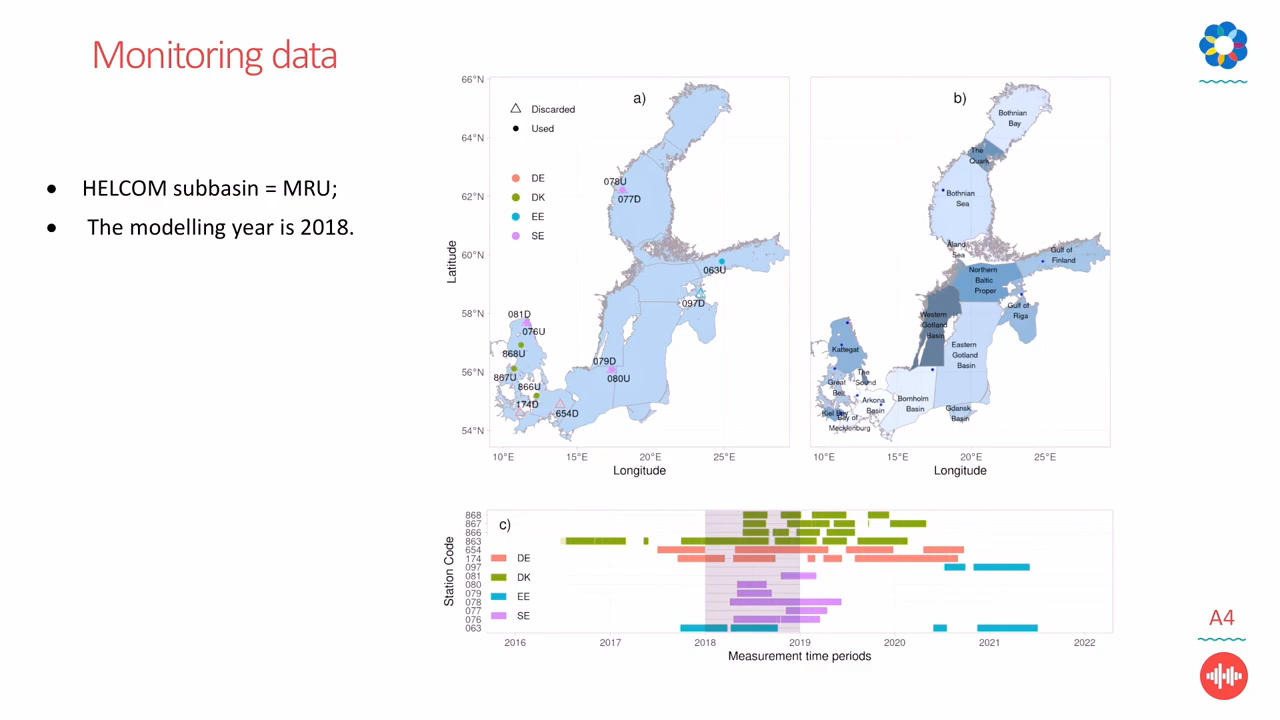 Monitoring data
HELCOM subbasin = MRU;
The modelling year is 2018.
66°N
64°N
62°N
60°N
58°N
56°N
54°N
Latitude
a)
Discarded
Used
DE
DK
EE
SE
078U
077D
063U
097D
081D
076U
868U
867U
866U
174D
079D
080U
654D
10°E
15°E
20°E
25°E
Longitude
b)
Bothnian
Bay
The
Quark
Bothnian
Sea
Åland
Sea
Gulf of
Finland
Northern
Baltic
Proper
Gulf of
Riga
Western
Gotland
Basin
Eastern
Gotland
Basin
Kattegat
The
Sound
Great
Belt
Arkona
Basin
Bornholm
Basin
Gdansk
Basin
Kiel Bay
Bay of
Mecklenburg
10°E
15°E
20°E
25°E
Longitude
c)
Station Code
868
867
866
863
654
174
097
081
080
079
078
077
076
063
DE
DK
EE
SE
2016
2017
2018
2019
2020
2021
2022
Measurement time periods
A4